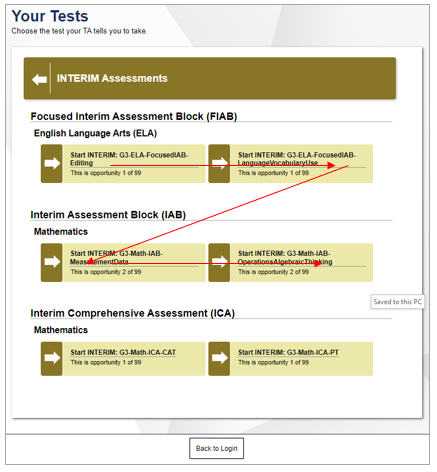 Your Tests
Choose the test your TA tells you to take.
INTERIM Assessments
Focused Interim Assessment Block (FIAB)
English Language Arts (ELA)
Start INTERIM: G3-ELA-FocusedIAB-
Editing
This is opportunity 1 of 99
Start INTERIM: G3-ELA-FocusedIAB-
LanguageVocabularyUse
This is opportunity 1 of 99
Interim Assessment Block (IAB)
Mathematics
Start INTERIM: G3-Math-IAB-
MeasurementData
This is opportunity 2 of 99
Start INTERIM: G3-Math-IAB-
OperationsAlgebraicThinking
This is opportunity 2 of 99
Saved to this PC
Interim Comprehensive Assessment (ICA)
Mathematics
Start INTERIM: G3-Math-ICA-CAT
This is opportunity 1 of 99
Start INTERIM: G3-Math-ICA-PT
This is opportunity 1 of 99
Back to Login